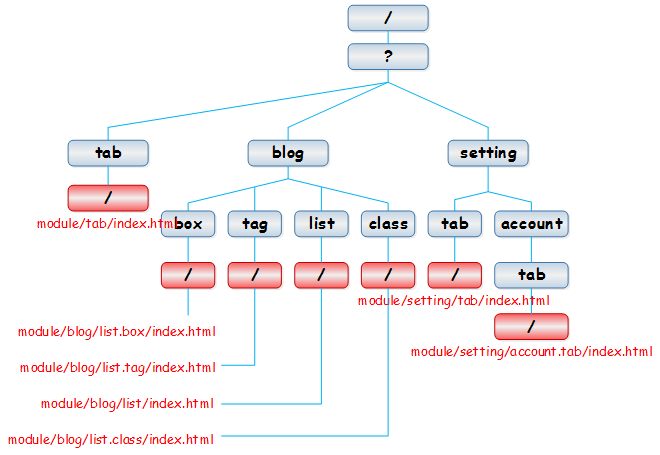 /
?
tab
blog
setting
/
module/tab/index.html
box
tag
list
class
tab
account
/
/
/
/
/
tab
module/setting/tab/index.html
/
module/blog/list.box/index.html
module/setting/account.tab/index.html
module/blog/list.tag/index.html
module/blog/list/index.html
module/blog/list.class/index.html